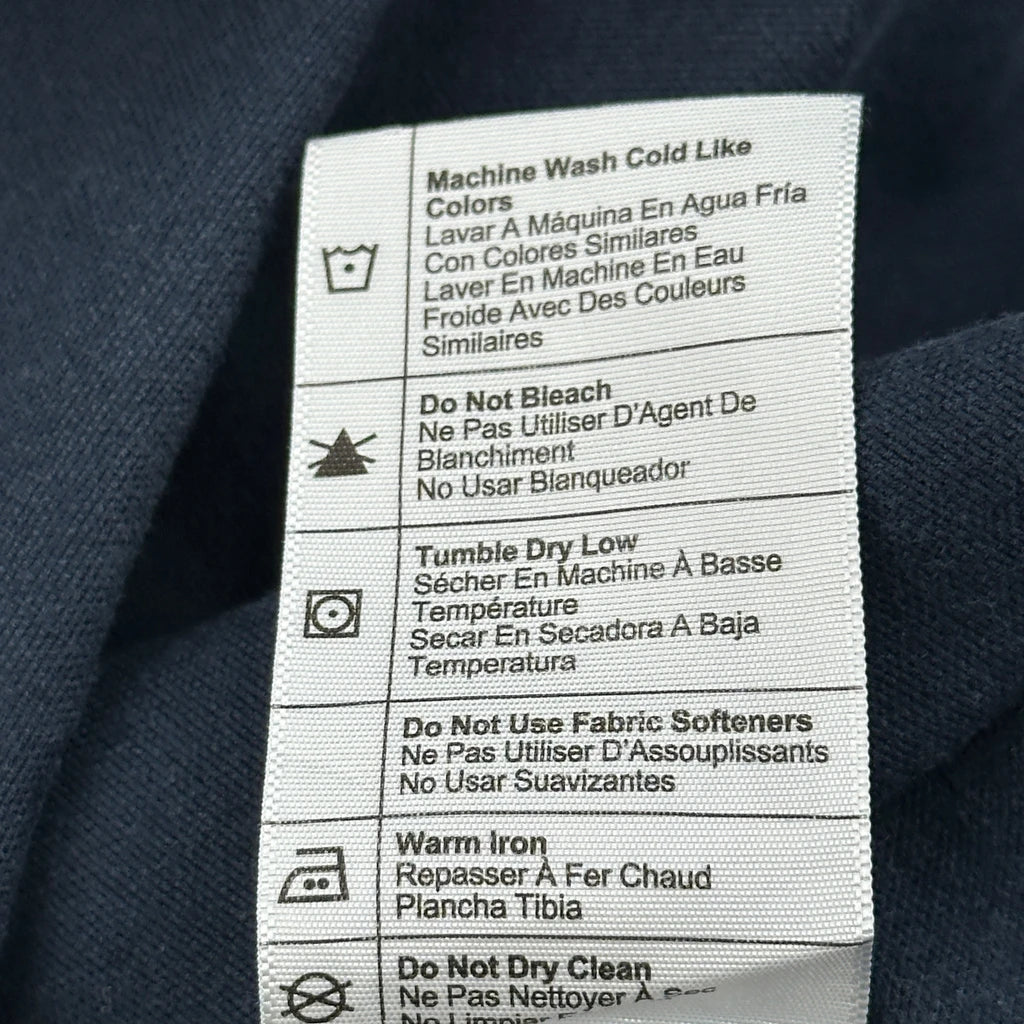 Machine Wash Cold Like
Colors
Lavar A Máquina En Agua Fría
Con Colores Similares
Laver En Machine En Eau
Froide Avec Des Couleurs
Similaires
Do Not Bleach
Ne Pas Utiliser D'Agent De
Blanchiment
No Usar Blanqueador
Tumble Dry Low
Sécher En Machine À Basse
Température
Secar En Secadora A Baja
Temperatura
Do Not Use Fabric Softeners
Ne Pas Utiliser D'Assouplissants
No Usar Suavizantes
Warm Iron
Repasser À Fer Chaud
Plancha Tibia
Do Not Dry Clean
Ne Pas Nettoyer À
No Limpiar